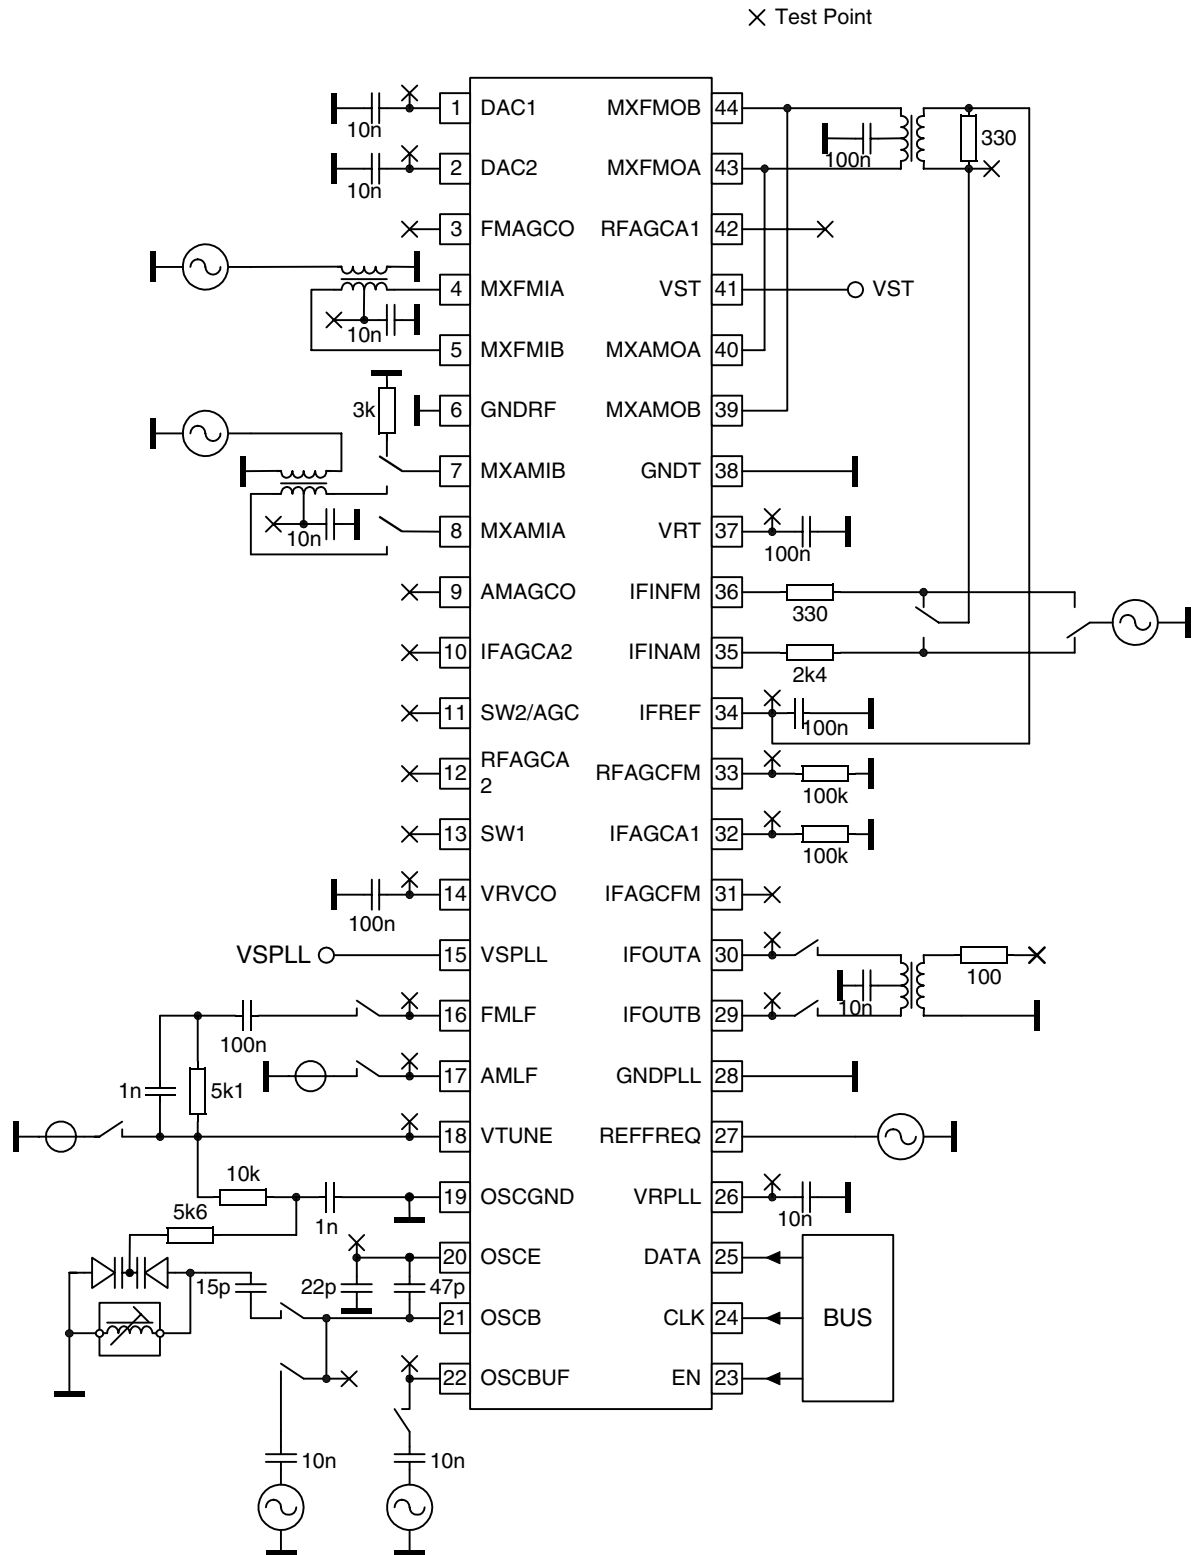 Test Point
1 DAC1 MXFMOB 44
10n 100n 330
2 DAC2 MXFMOA 43
10n
3 FMAGCO RFAGCA1 42
4 MXFMIA VST 41 VST
10n
5 MXFMIB MXAMOA 40
3k 6 GNDRF MXAMOB 39
7 MXAMIB GNDT 38
10n 8 MXAMIA VRT 37
100n
9 AMAGCO IFINFM 36
330
10 IFAGCA2 IFINAM 35
2k4
11 SW2/AGC IFREF 34
100n
12 RFAGCA
2 RFAGCFM 33
100k
13 SW1 IFAGCA1 32
100k
14 VRVCO IFAGCFM 31
100n
VSPLL 15 VSPLL IFOUTA 30
100
10n
16 FMLF IFOUTB 29
100n
1n 5k1 17 AMLF GNDPLL 28
18 VTUNE REFFREQ 27
10k 19 OSCGND VRPLL 26
5k6 1n 10n
20 OSCE DATA 25
15p 22p 47p
21 OSCB CLK 24 BUS
22 OSCBUF EN 23
10n 10n